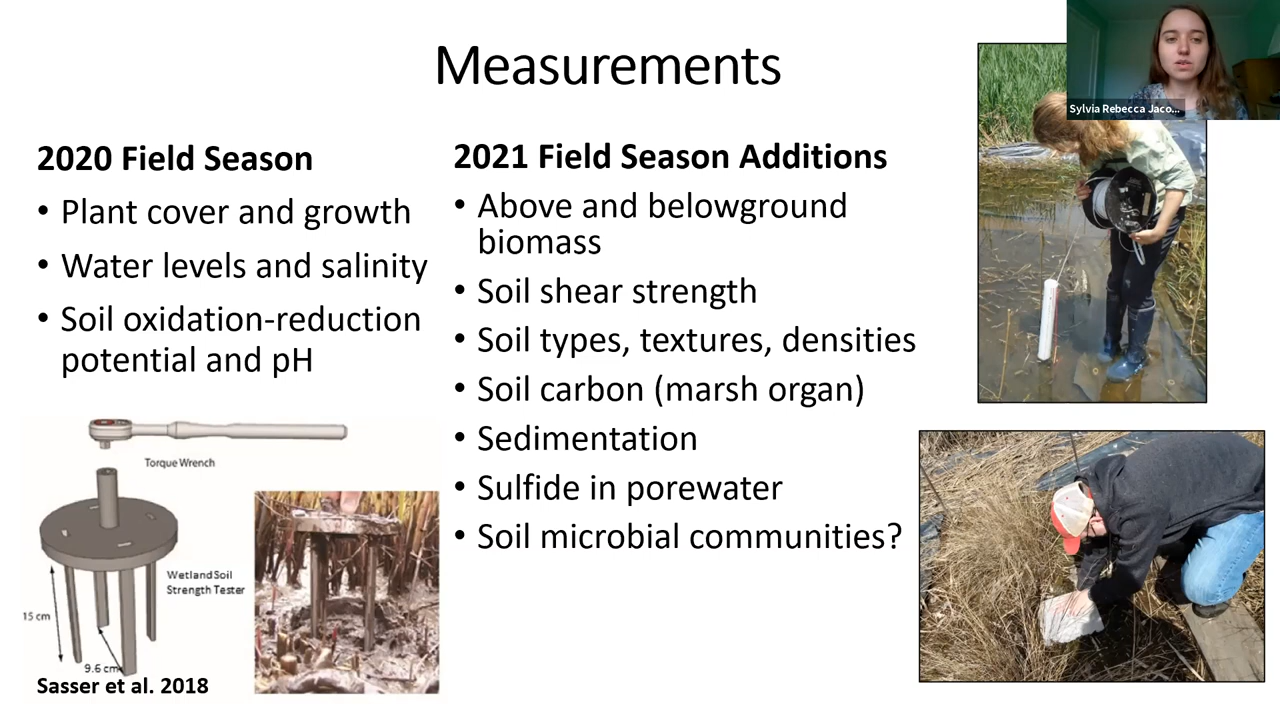 Measurements
Sylvia Rebecca Jaco...
2020 Field Season
• Plant cover and growth
• Water levels and salinity
• Soil oxidation-reduction
potential and pH
2021 Field Season Additions
• Above and belowground
biomass
• Soil shear strength
• Soil types, textures, densities
• Soil carbon (marsh organ)
• Sedimentation
• Sulfide in porewater
• Soil microbial communities?
Torque Wrench
Wetland Soil
Strength Tester
15 cm
9.6 cm
Sasser et al. 2018